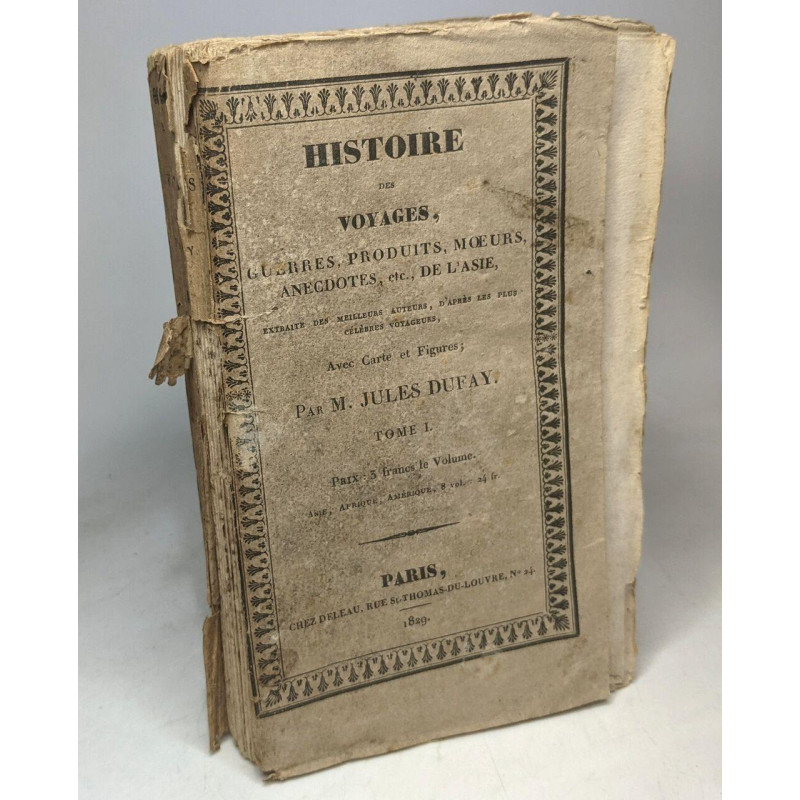 HISTOIRE
DES
VOYAGES,
GUERRES, PRODUITS, MŒURS,
ANECDOTES, etc., DE L'ASIE,
EXTRAITE DES MEILLEURS AUTEURS, D'APRÈS LES PLUS
CÉLÈBRES VOYAGEURS,
Avec Carte et Figures;
PAR M. JULES DUFAY.
TOME I.
PRIX: 3 francs le Volume.
ASIE, AFRIQUE, AMÉRIQUE, 8 vol. 24 fr
PARIS,
CHEZ DELEAU, RUE St-THOMAS-DU-LOUVRE, N° 24.
1829.